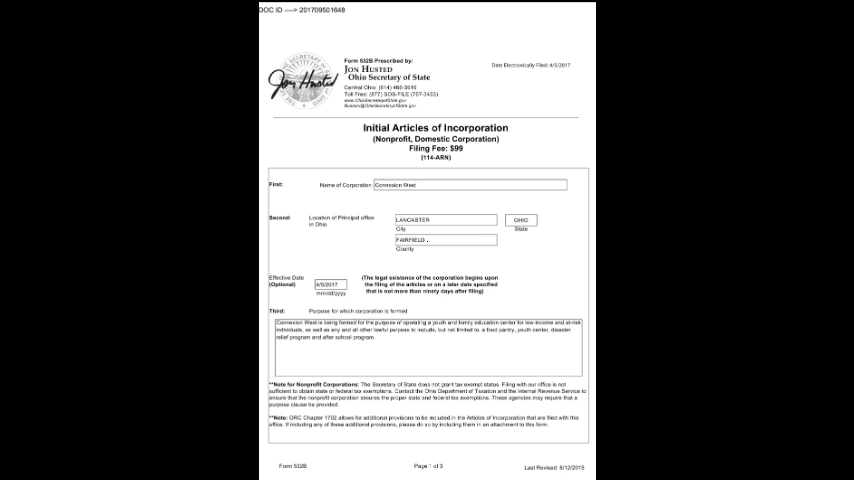 DOC ID ----> 201709501648
Form 532B Prescribed by:
JON HUSTED
Ohio Secretary of State
Date Electronically Filed: 4/5/2017
Jon Husted
Central Ohio: (614) 466-3910
Toll Free: (877) SOS-FILE (767-3453)
www.OhioSecretaryofState.gov
Busserv@OhioSecretaryofState.gov
Initial Articles of Incorporation
(Nonprofit, Domestic Corporation)
Filing Fee: $99
(114-ARN)
First: Name of Corporation Connexion West
Second: Location of Principal office in Ohio
LANCASTER OHIO
City State
FAIRFIELD
County
Effective Date
(Optional) 4/5/2017
mm/dd/yyyy
(The legal existence of the corporation begins upon
the filing of the articles or on a later date specified
that is not more than ninety days after filing)
Third: Purpose for which corporation is formed
Connexion West is being formed for the purpose of operating a youth and family education center for low-income and at-risk
individuals, as well as any and all other lawful purpose to include, but not limited to, a food pantry, youth center, disaster
relief program and after school program
**Note for Nonprofit Corporations: The Secretary of State does not grant tax exempt status. Filing with our office is not
sufficient to obtain state or federal tax exemptions. Contact the Ohio Department of Taxation and the Internal Revenue Service to
ensure that the nonprofit corporation secures the proper state and federal tax exemptions. These agencies may require that a
purpose clause be provided.
**Note: ORC Chapter 1702 allows for additional provisions to be included in the Articles of Incorporation that are filed with this
office. If including any of these additional provisions, please do so by including them in an attachment to this form.
Form 532B Page 1 of 3 Last Revised: 8/12/2015